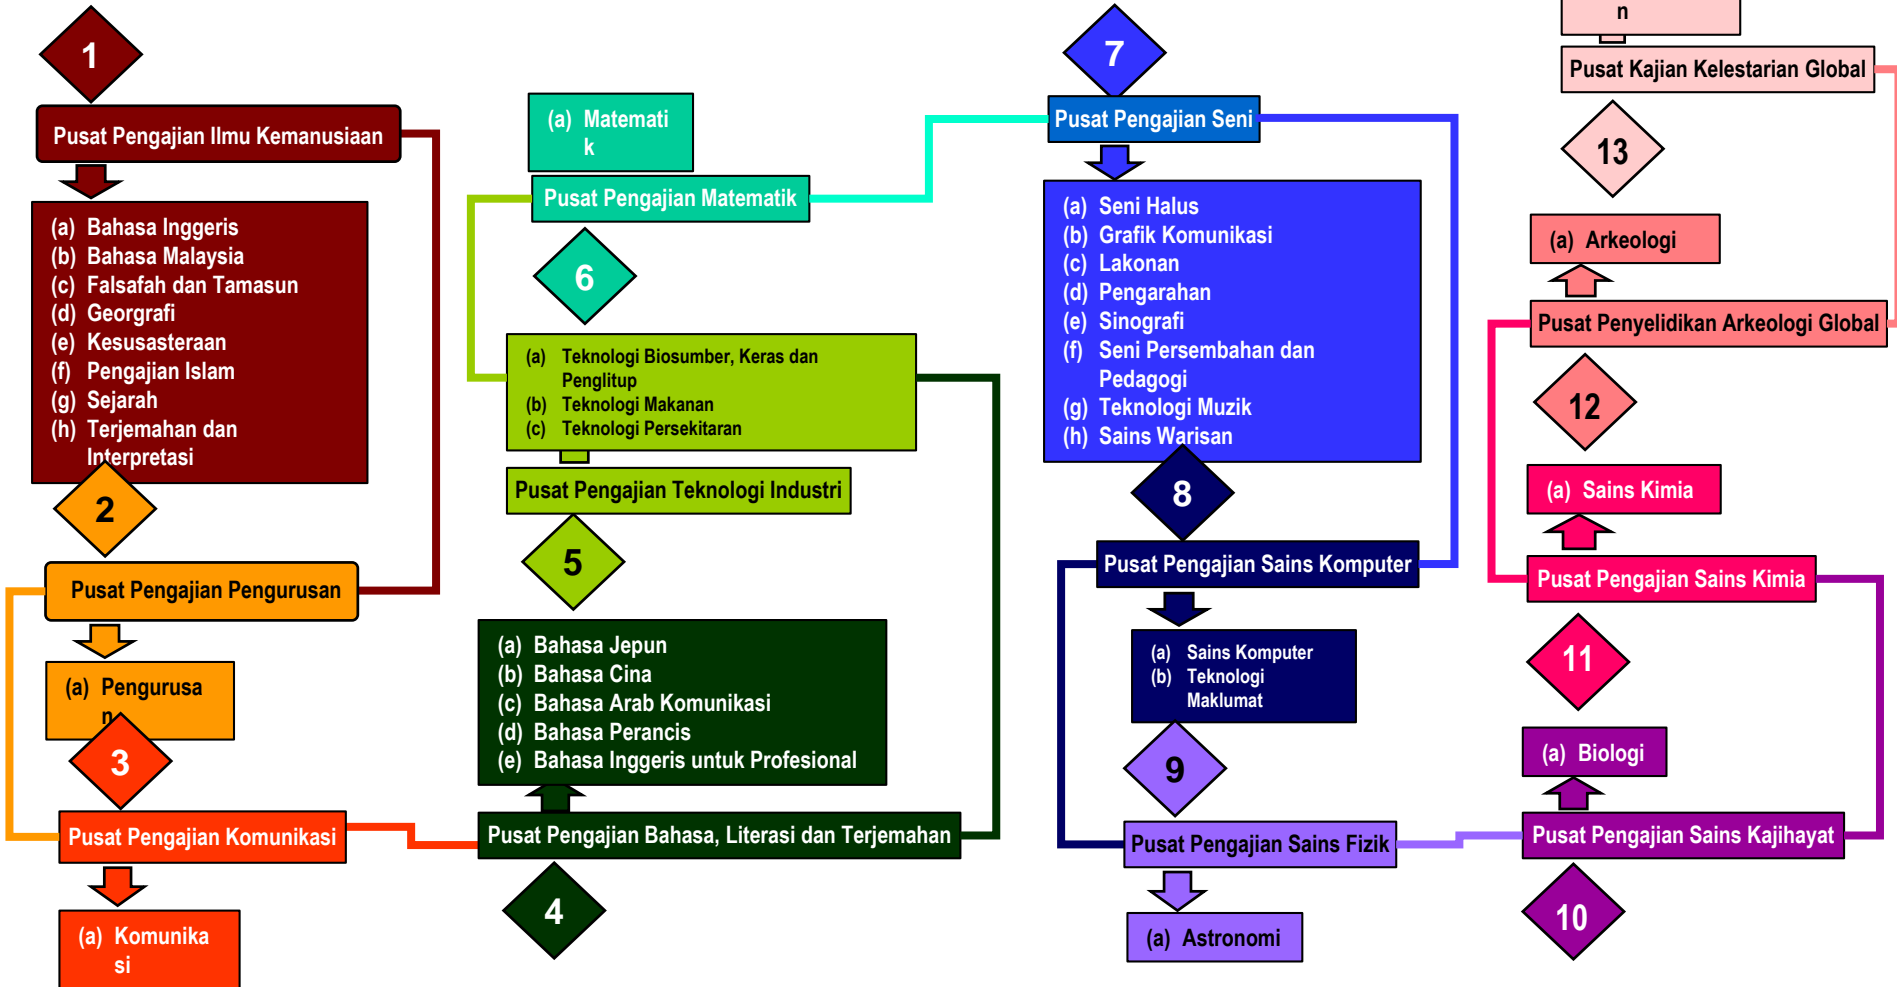 1
Pusat Pengajian Ilmu Kemanusiaan
(a) Bahasa Inggeris
(b) Bahasa Malaysia
(c) Falsafah dan Tamasun
(d) Georgrafi
(e) Kesusasteraan
(f) Pengajian Islam
(g) Sejarah
(h) Terjemahan dan
Interpretasi
2
Pusat Pengajian Pengurusan
(a) Pengurusa
n
3
Pusat Pengajian Komunikasi
(a) Komunika
si
(a) Matemati
k
Pusat Pengajian Matematik
6
(a) Teknologi Biosumber, Keras dan
Penglitup
(b) Teknologi Makanan
(c) Teknologi Persekitaran
Pusat Pengajian Teknologi Industri
5
(a) Bahasa Jepun
(b) Bahasa Cina
(c) Bahasa Arab Komunikasi
(d) Bahasa Perancis
(e) Bahasa Inggeris untuk Profesional
Pusat Pengajian Bahasa, Literasi dan Terjemahan
4
7
Pusat Pengajian Seni
(a) Seni Halus
(b) Grafik Komunikasi
(c) Lakonan
(d) Pengarahan
(e) Sinografi
(f) Seni Persembahan dan
Pedagogi
(g) Teknologi Muzik
(h) Sains Warisan
8
Pusat Pengajian Sains Komputer
(a) Sains Komputer
(b) Teknologi
Maklumat
9
Pusat Pengajian Sains Fizik
(a) Astronomi
n
Pusat Kajian Kelestarian Global
13
(a) Arkeologi
Pusat Penyelidikan Arkeologi Global
12
(a) Sains Kimia
Pusat Pengajian Sains Kimia
11
(a) Biologi
Pusat Pengajian Sains Kajihayat
10